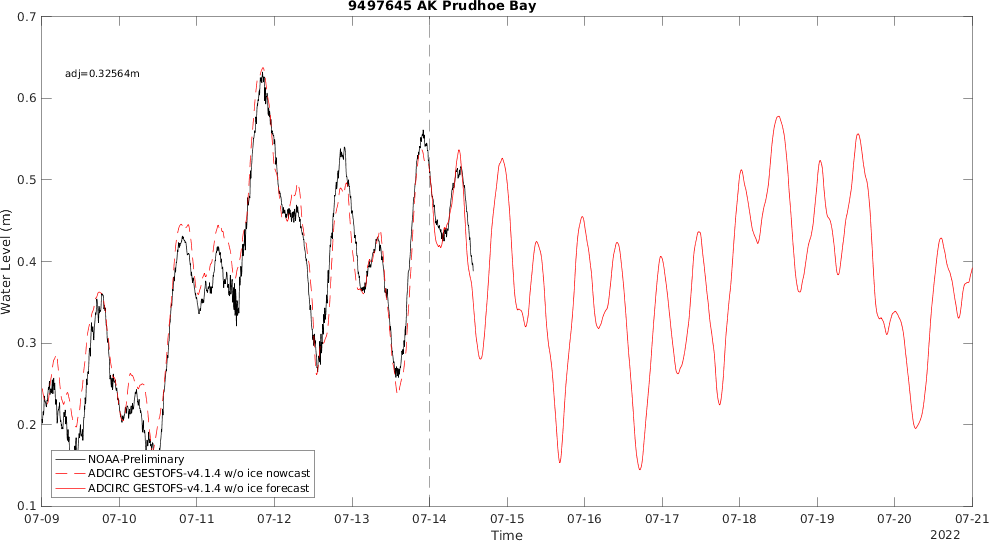 9497645 AK Prudhoe Bay
adj=0.32564m
Water Level (m)
0.7
0.6
0.5
0.4
0.3
0.2
0.1
NOAA-Preliminary
ADCIRC GESTOFS-v4.1.4 w/o ice nowcast
ADCIRC GESTOFS-v4.1.4 w/o ice forecast
07-09 07-10 07-11 07-12 07-13 07-14 07-15 07-16 07-17 07-18 07-19 07-20 07-21
Time
2022